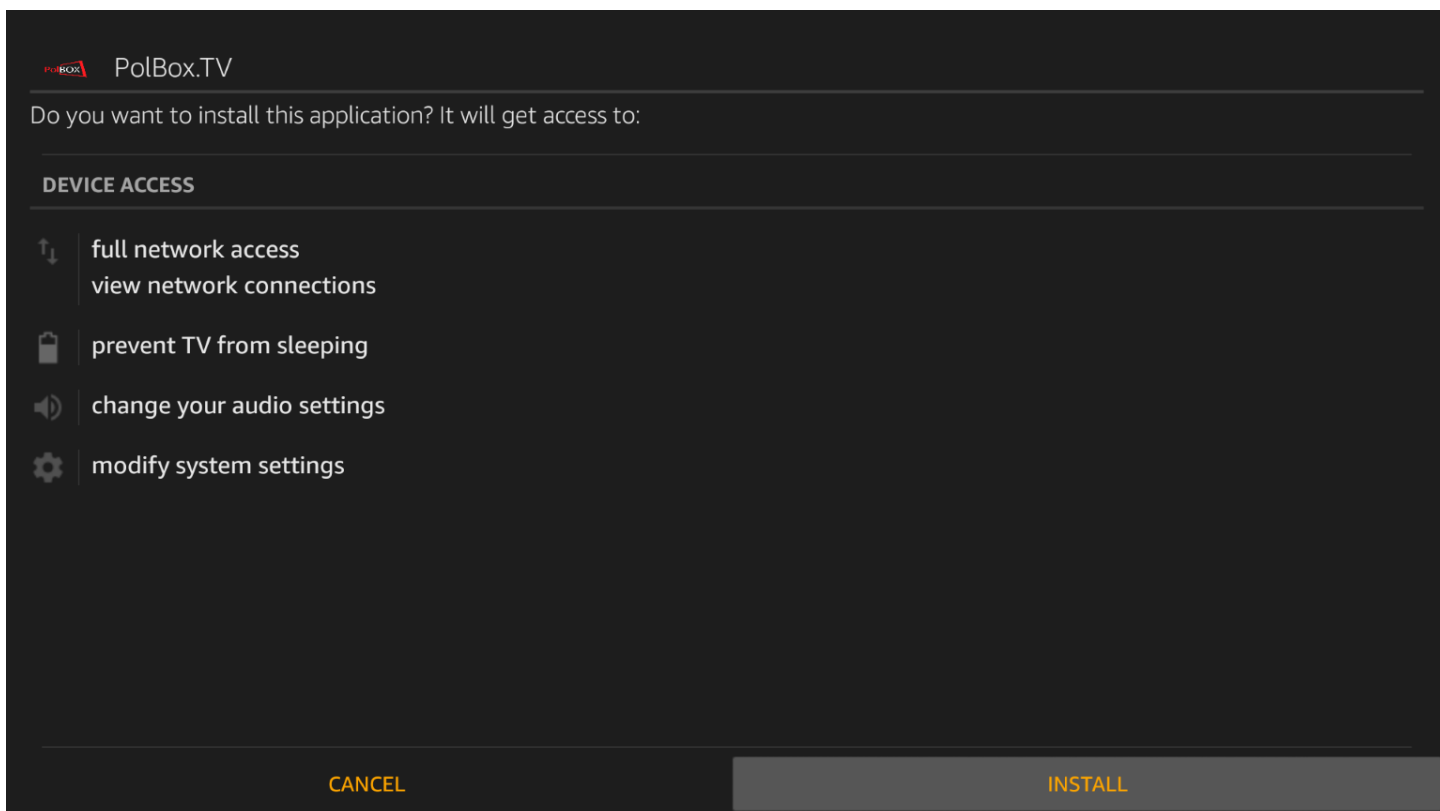 PolBOX
PolBox.TV
Do you want to install this application? It will get access to:
DEVICE ACCESS
full network access
view network connections
prevent TV from sleeping
change your audio settings
modify system settings
CANCEL
INSTALL